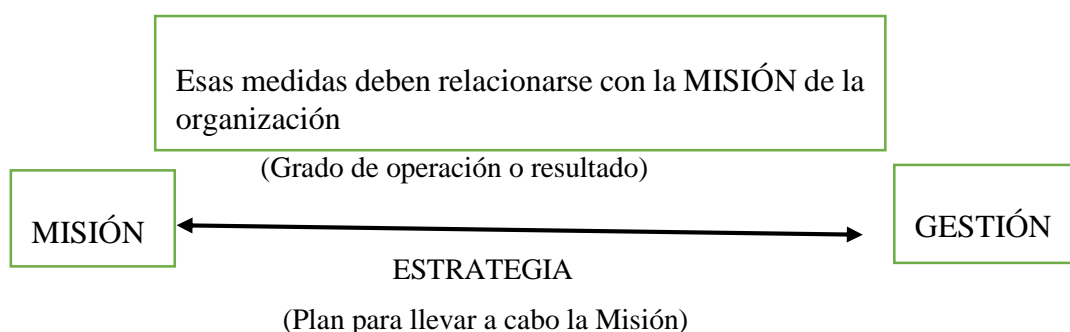 Esas medidas deben relacionarse con la MISIÓN de la
organización
(Grado de operación o resultado)
MISIÓN
GESTIÓN
ESTRATEGIA
(Plan para llevar a cabo la Misión)